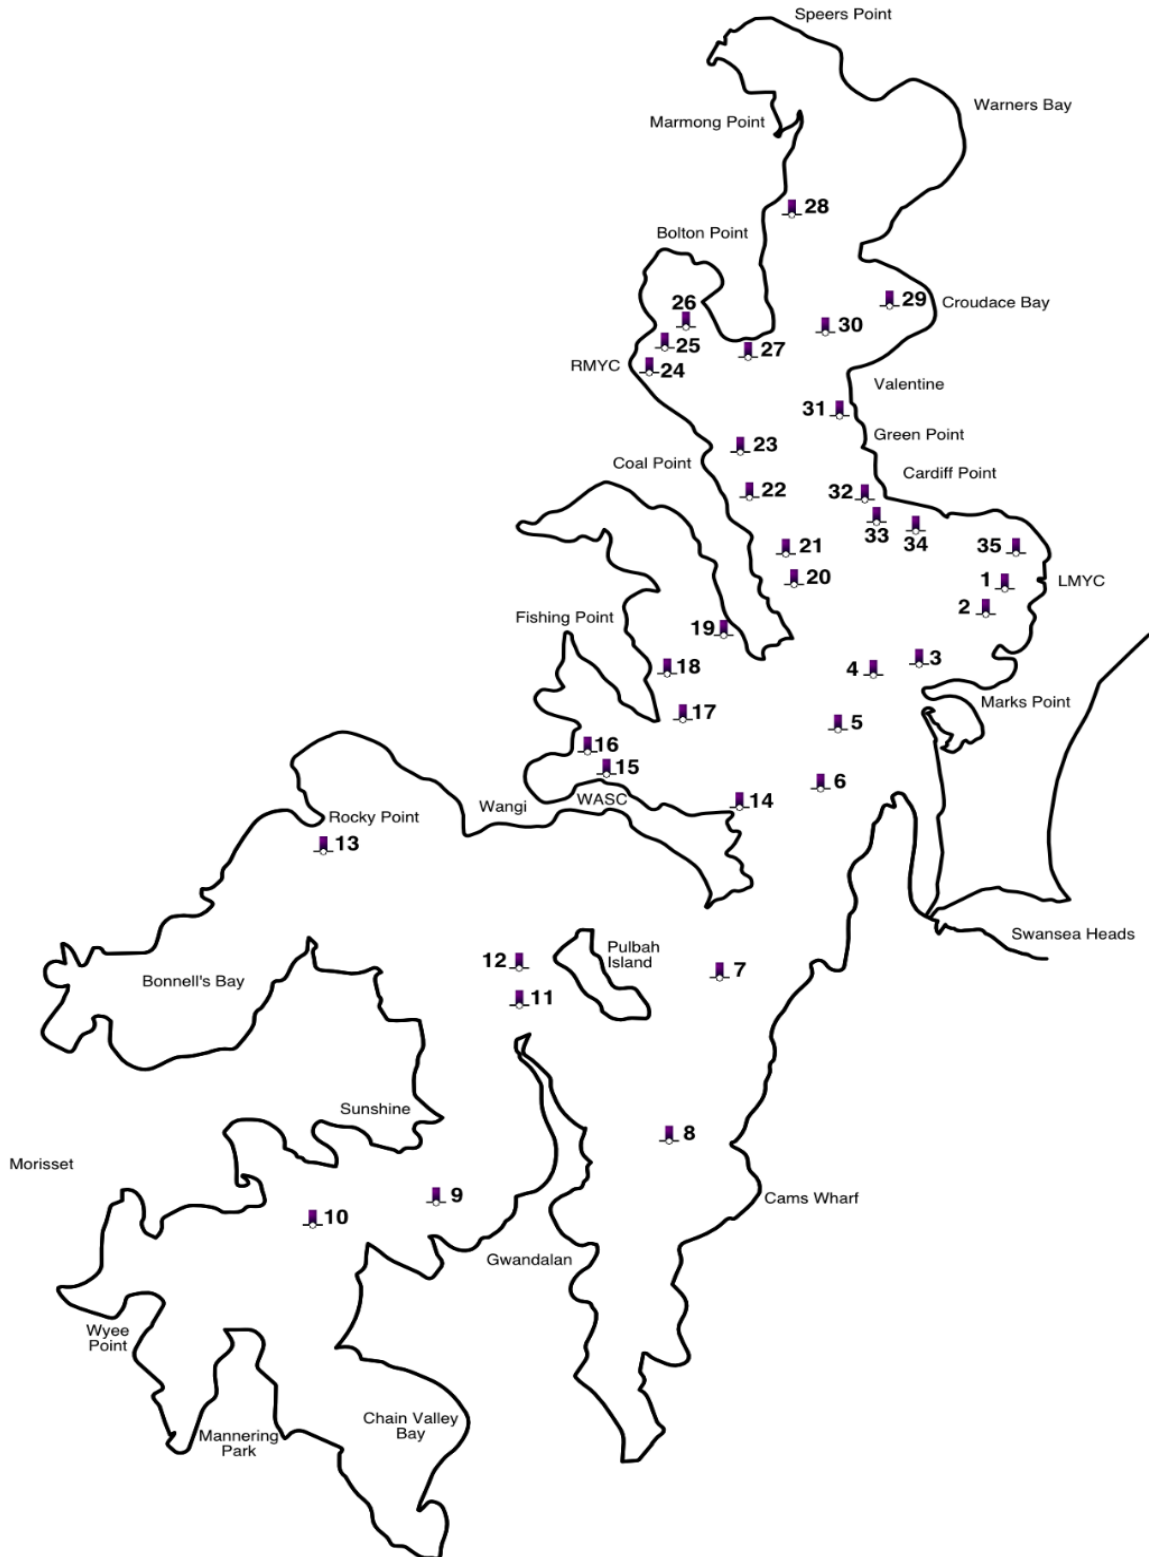 Speers Point
Warners Bay
Marmong Point
28
Bolton Point
29
Croudace Bay
26
30
25
27
RMYC
24
Valentine
31
Green Point
23
Coal Point
Cardiff Point
22
32
33
34
21
35
20
1
LMYC
2
Fishing Point
19
18
4
3
17
Marks Point
5
16
15
6
14
Wangi
WASC
Rocky Point
13
Swansea Heads
12
Pulbah
Island
7
Bonnell's Bay
11
Sunshine
8
Morisset
9
Cams Wharf
10
Gwandalan
Wyee
Point
Chain Valley
Bay
Mannering
Park